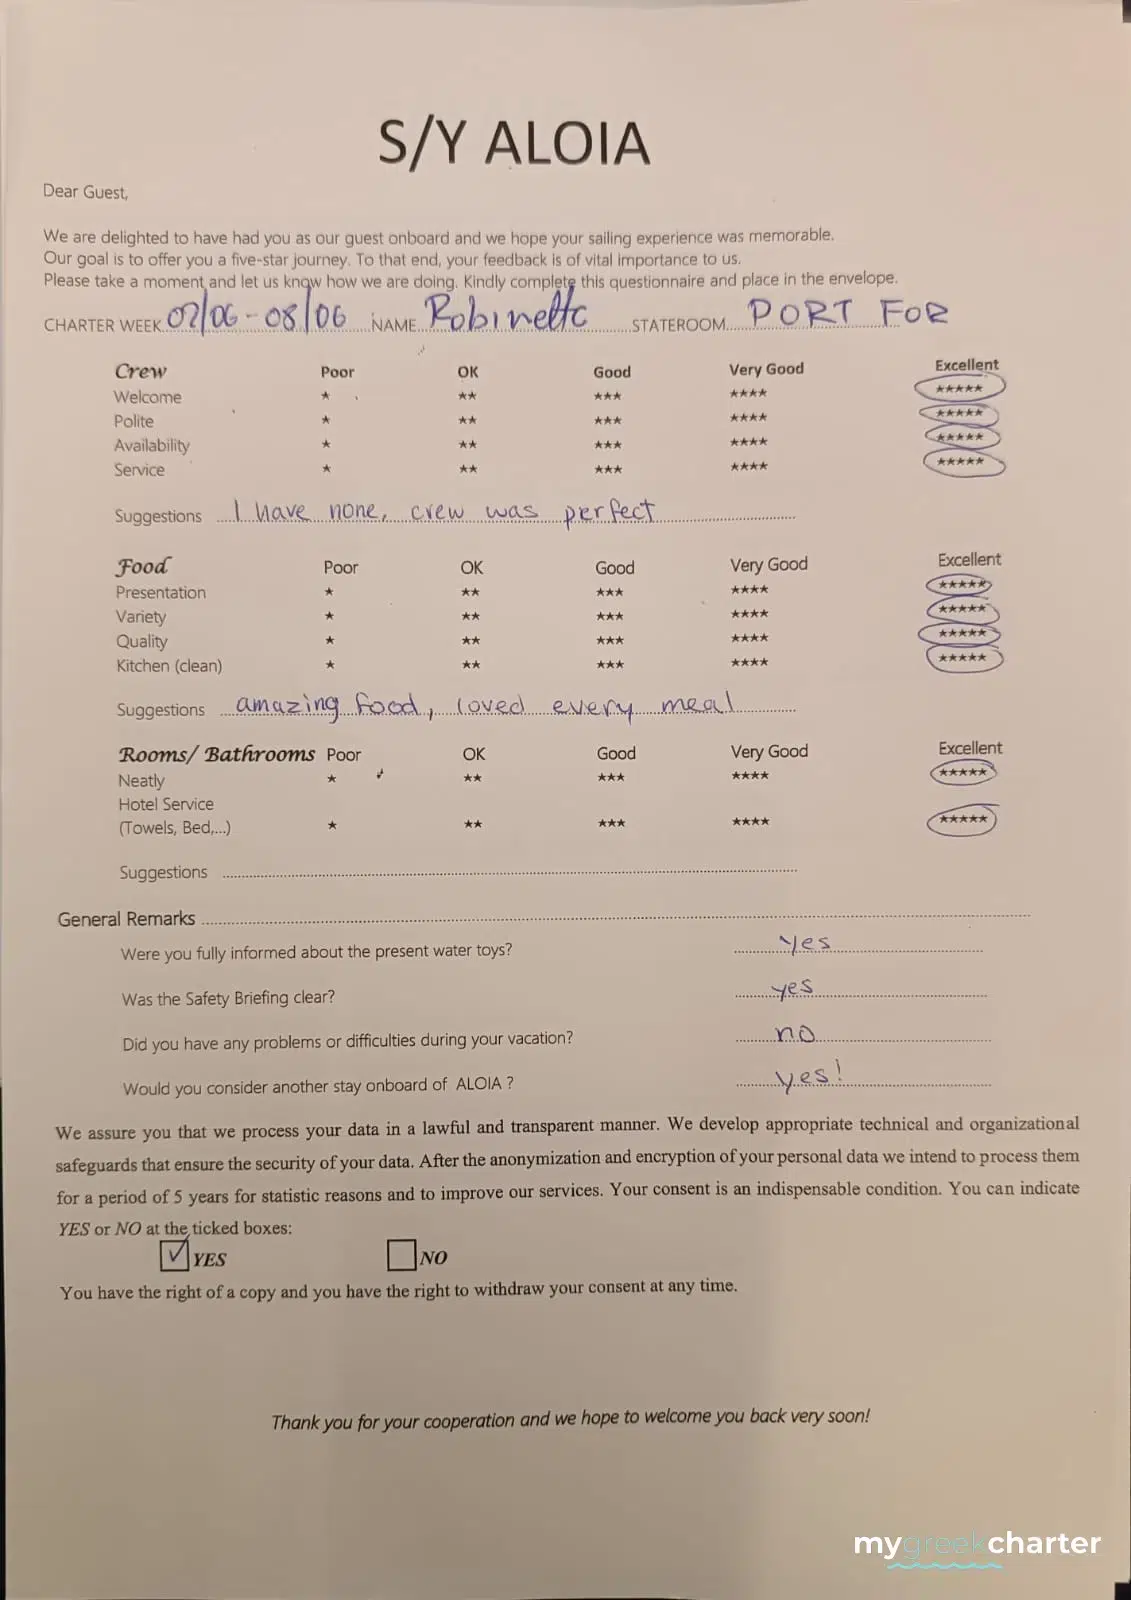 S/Y ALOIA
Dear Guest,
We are delighted to have had you as our guest onboard and we hope your sailing experience was memorable.
Our goal is to offer you a five-star journey. To that end, your feedback is of vital importance to us.
Please take a moment and let us know how we are doing. Kindly complete this questionnaire and place in the envelope.
CHARTER WEEK 02/06-08/06 NAME STATEROOM PORT FOR
Crew Poor OK Good Very Good Excellent
Welcome ★ ★★ ★★★ ★★★★ ★★★★★
Polite ★ ★★ ★★★ ★★★★ ★★★★★
Availability ★ ★★ ★★★ ★★★★ ★★★★★
Service ★ ★★ ★★★ ★★★★ ★★★★★
Suggestions I have none, crew was perfect
Food Poor OK Good Very Good Excellent
Presentation ★ ★★ ★★★ ★★★★ ★★★★★
Variety ★ ★★ ★★★ ★★★★ ★★★★★
Quality ★ ★★ ★★★ ★★★★ ★★★★★
Kitchen (clean) ★ ★★ ★★★ ★★★★ ★★★★★
Suggestions amazing food, loved every meal
Rooms/ Bathrooms Poor OK Good Very Good Excellent
Neatly ★ ★★ ★★★ ★★★★ ★★★★★
Hotel Service
(Towels, Bed,...) ★ ★★ ★★★ ★★★★ ★★★★★
Suggestions
General Remarks
Were you fully informed about the present water toys? yes
Was the Safety Briefing clear? yes
Did you have any problems or difficulties during your vacation? no
Would you consider another stay onboard of ALOIA ? yes!
We assure you that we process your data in a lawful and transparent manner. We develop appropriate technical and organizational
safeguards that ensure the security of your data. After the anonymization and encryption of your personal data we intend to process them
for a period of 5 years for statistic reasons and to improve our services. Your consent is an indispensable condition. You can indicate
YES or NO at the ticked boxes:
YES NO
You have the right of a copy and you have the right to withdraw your consent at any time.
Thank you for your cooperation and we hope to welcome you back very soon!
mygreekcharter